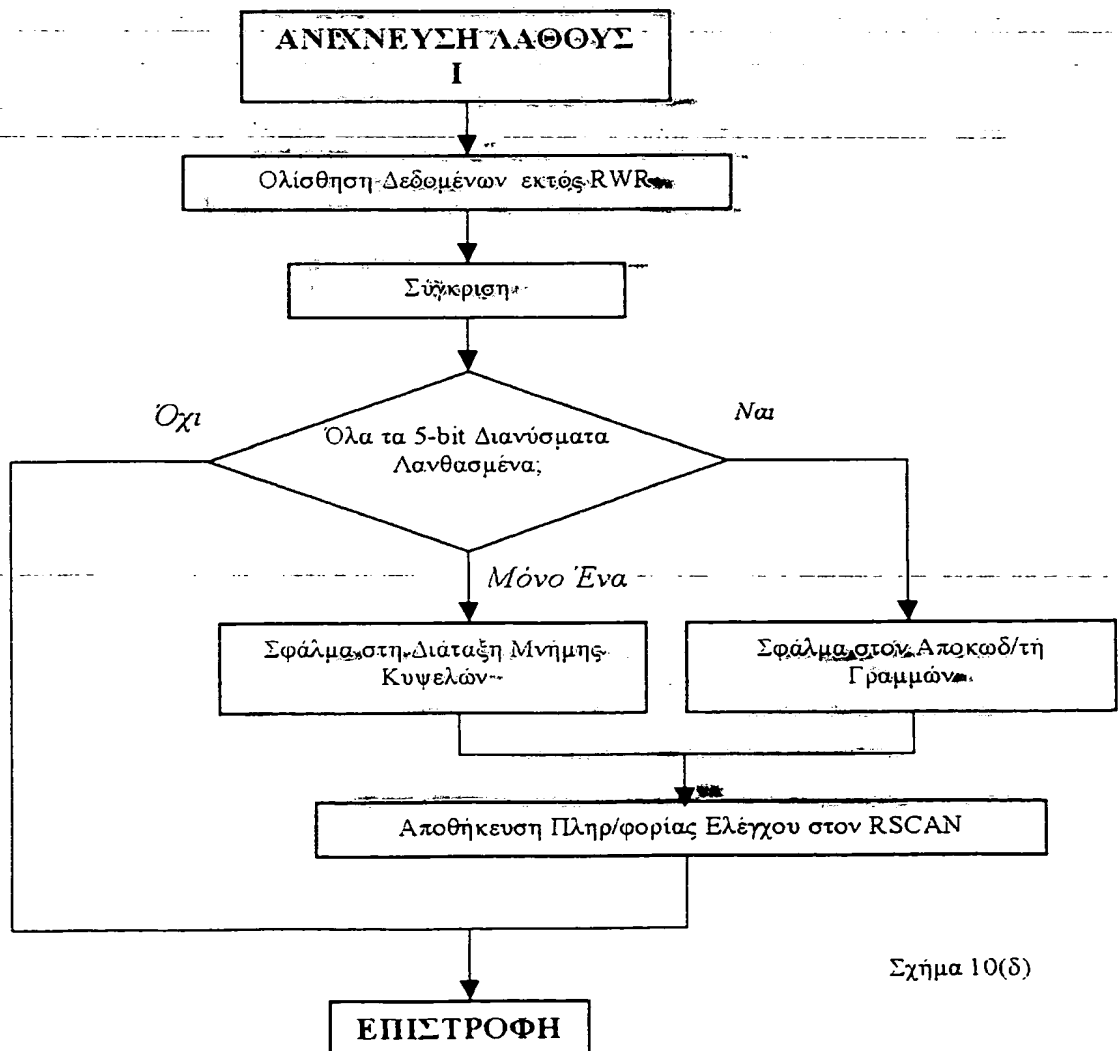 ΑΝΙΧΝΕΥΣΗ ΛΑΘΟΥΣ
Ι
Ολίσθηση Δεδομένων εκτός RWR
Σύγκριση
Όχι
Ναι
Όλα τα 5-bit Διανύσματα
Λανθασμένα;
Μόνο Ένα
Σφάλμα στη Διάταξη Μνήμης
Κυψελών
Σφάλμα στον Αποκωδ/τή
Γραμμών
Αποθήκευση Πληρ/φορίας Ελέγχου στον RSCAN
Σχήμα 10(δ)
ΕΠΙΣΤΡΟΦΗ